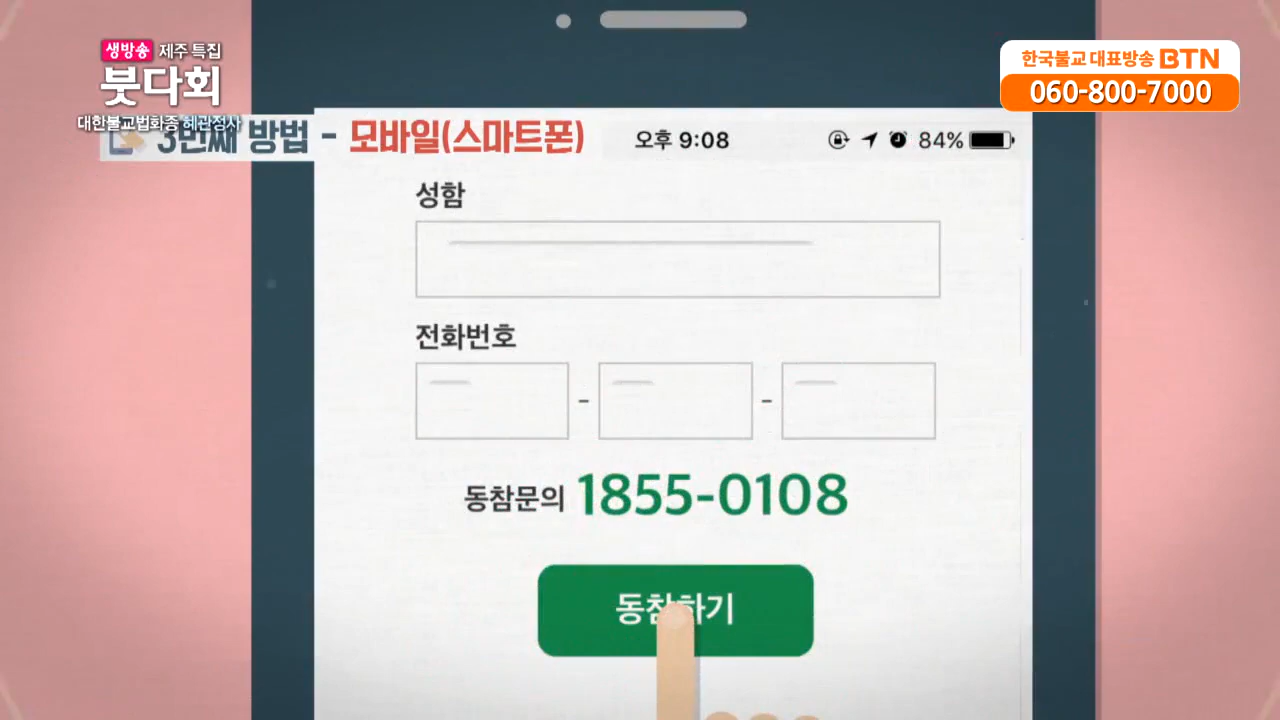 생방송 제주 특집
붓다회
대한불교법화종 혜관정사
한국불교 대표방송 BTN
060-800-7000
3번째 방법 - 모바일(스마트폰)
오후 9:08
84%
성함
전화번호
- -
동참문의 1855-0108
동참하기